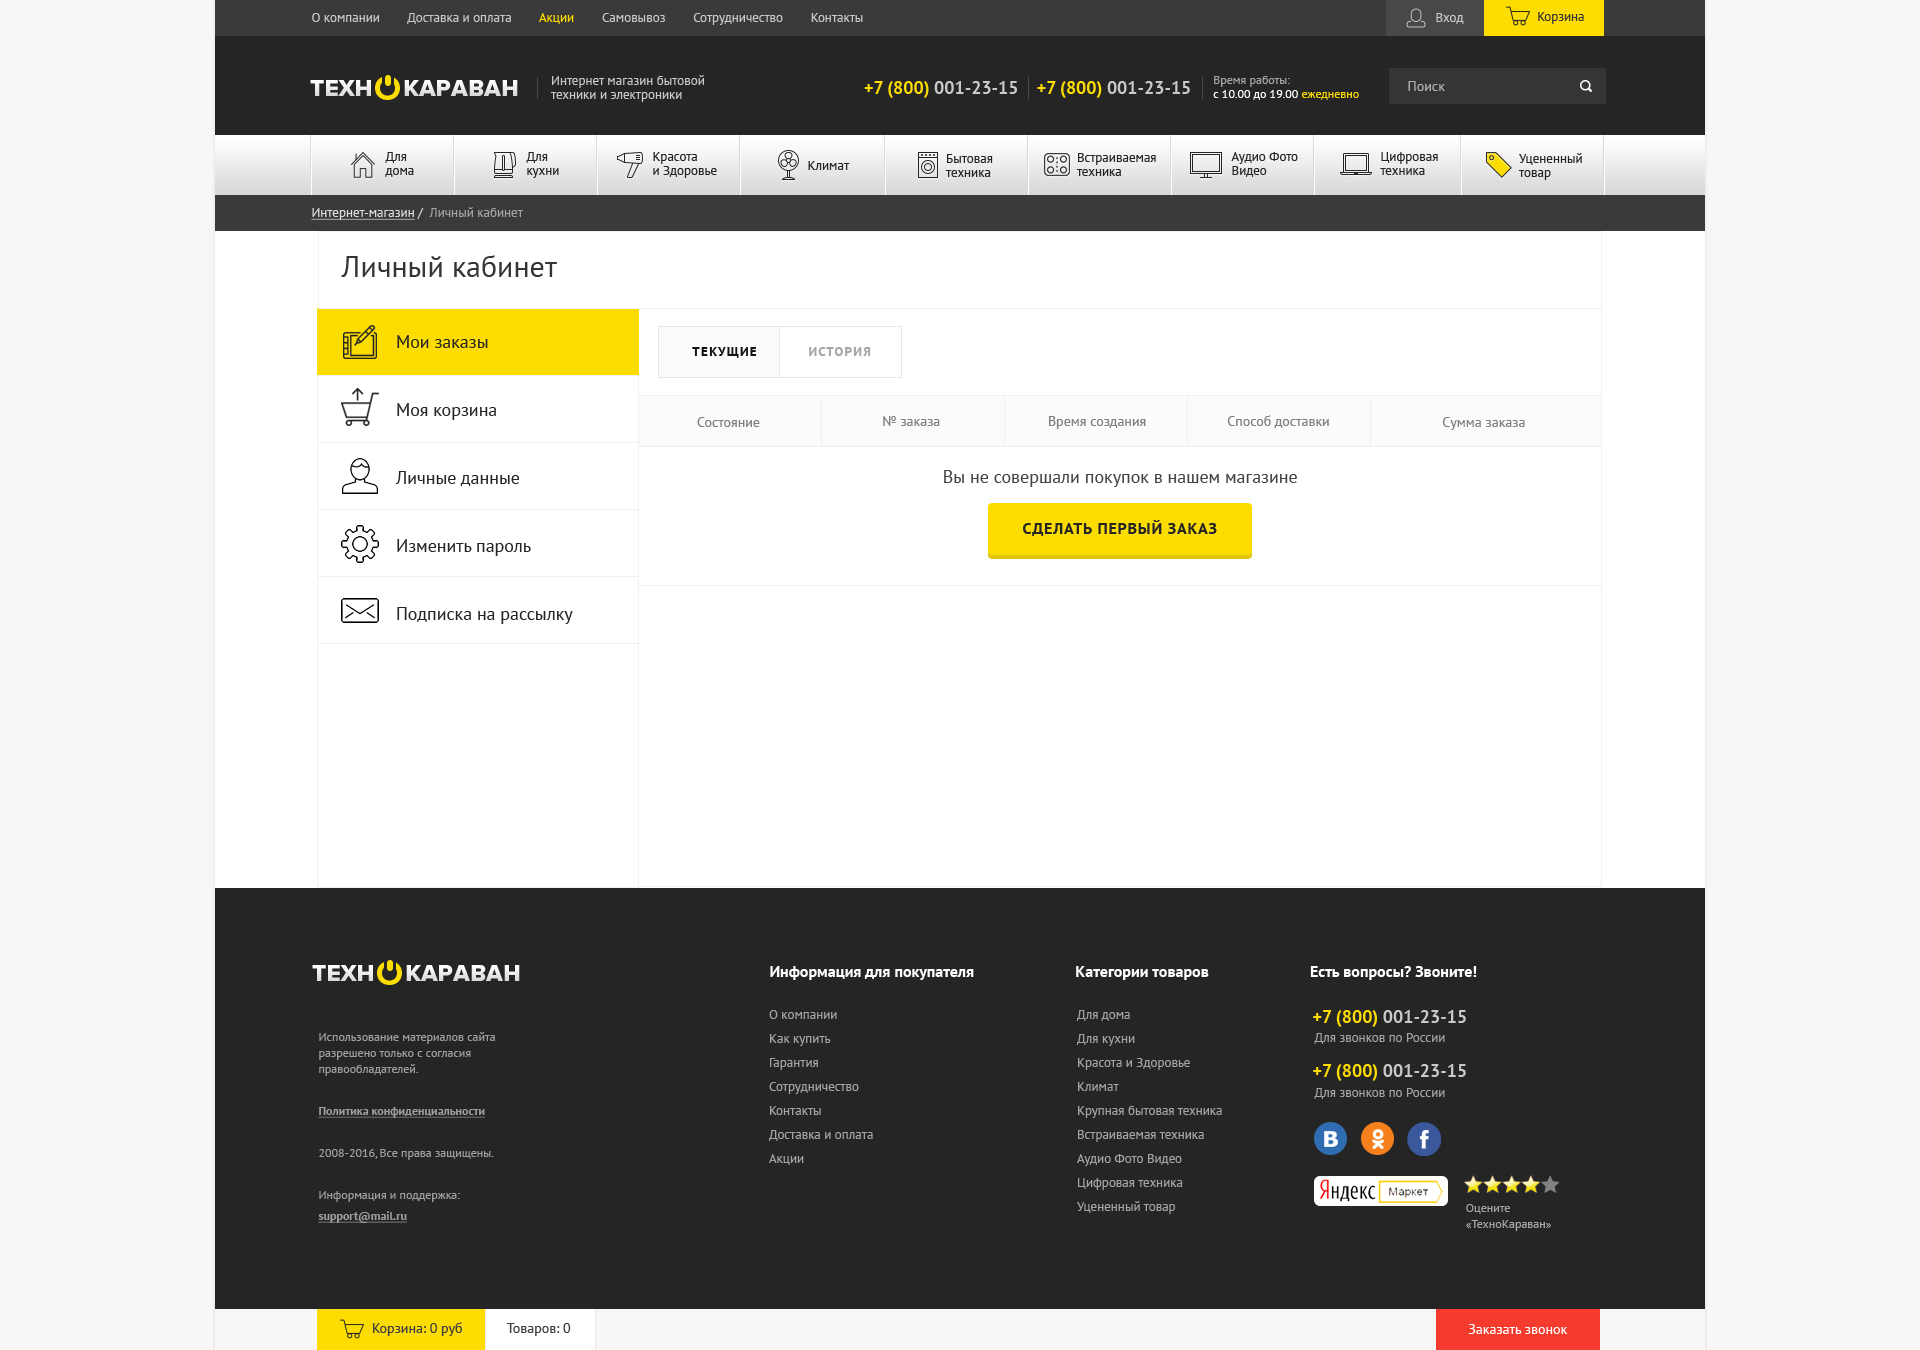 О компании Доставка и оплата Акции Самовывоз Сотрудничество Контакты Вход Корзина
ТЕХНОКАРАВАН
Интернет магазин бытовой
техники и электроники
+7 (800) 001-23-15 +7 (800) 001-23-15
Время работы:
с 10.00 до 19.00 ежедневно
Поиск
Для
дома
Для
кухни
Красота
и Здоровье
Климат
Бытовая
техника
Встраиваемая
техника
Аудио Фото
Видео
Цифровая
техника
Уцененный
товар
Интернет-магазин / Личный кабинет
Личный кабинет
Мои заказы
Моя корзина
Личные данные
Изменить пароль
Подписка на рассылку
ТЕКУЩИЕ ИСТОРИЯ
Состояние № заказа Время создания Способ доставки Сумма заказа
Вы не совершали покупок в нашем магазине
СДЕЛАТЬ ПЕРВЫЙ ЗАКАЗ
ТЕХНОКАРАВАН
Использование материалов сайта
разрешено только с согласия
правообладателей.
Политика конфиденциальности
2008-2016, Все права защищены.
Информация и поддержка:
support@mail.ru
Информация для покупателя
О компании
Как купить
Гарантия
Сотрудничество
Контакты
Доставка и оплата
Акции
Категории товаров
Для дома
Для кухни
Красота и Здоровье
Климат
Крупная бытовая техника
Встраиваемая техника
Аудио Фото Видео
Цифровая техника
Уцененный товар
Есть вопросы? Звоните!
+7 (800) 001-23-15
Для звонков по России
+7 (800) 001-23-15
Для звонков по России
В f
Яндекс Маркет
Оцените
«ТехноКараван»
Корзина: 0 руб Товаров: 0 Заказать звонок